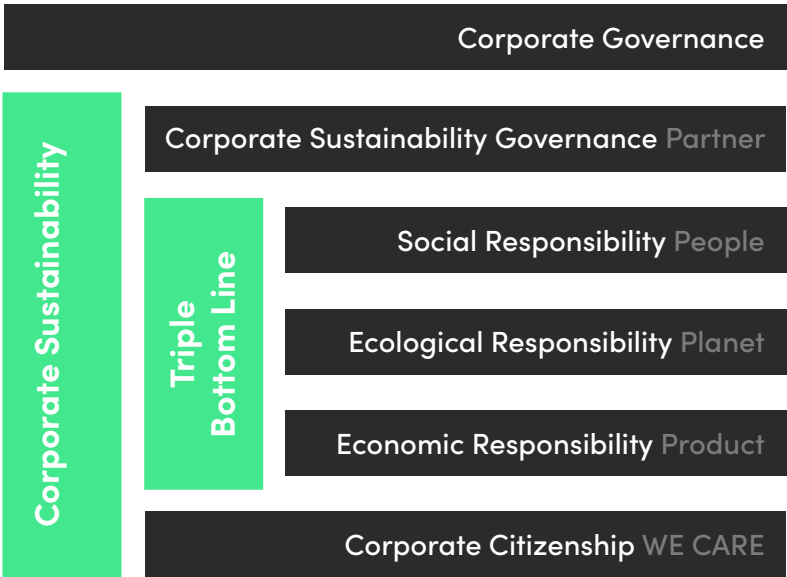 Corporate Governance
Corporate Sustainability
Corporate Sustainability Governance Partner
Triple
Bottom Line
Social Responsibility People
Ecological Responsibility Planet
Economic Responsibility Product
Corporate Citizenship WE CARE